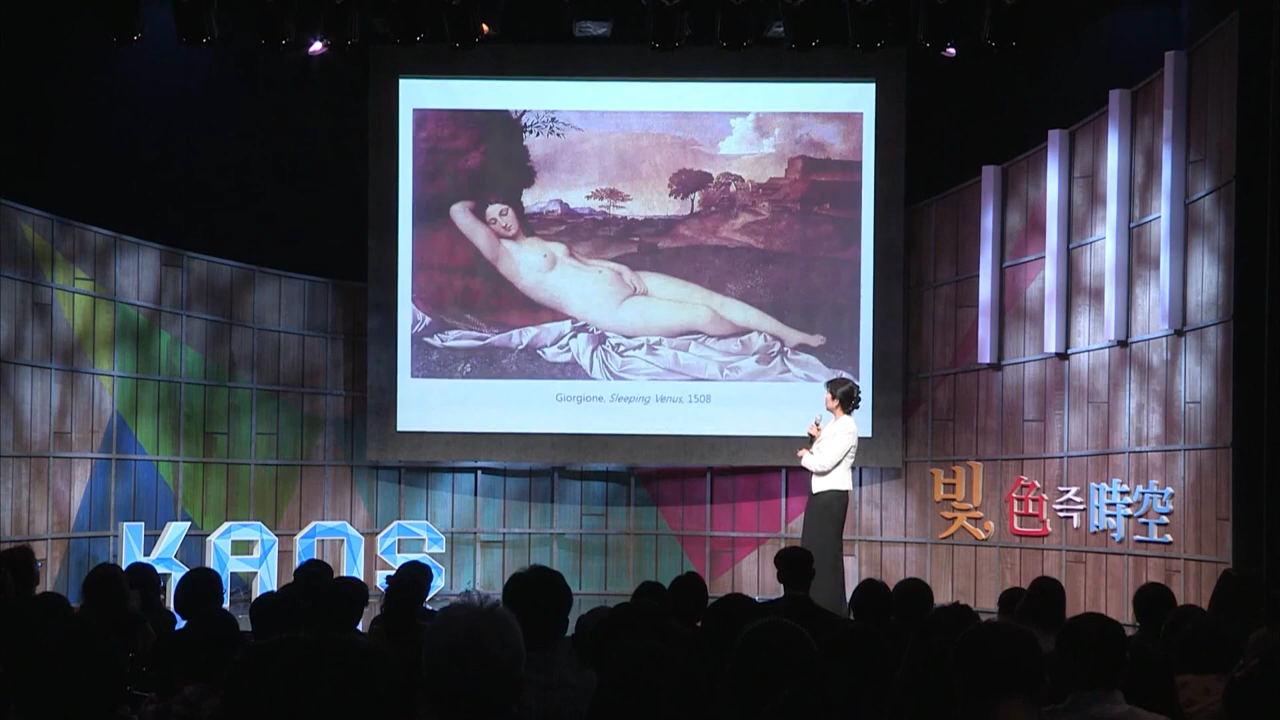 Giorgione, Sleeping Venus, 1508
빛, 色즉時空
KAOS